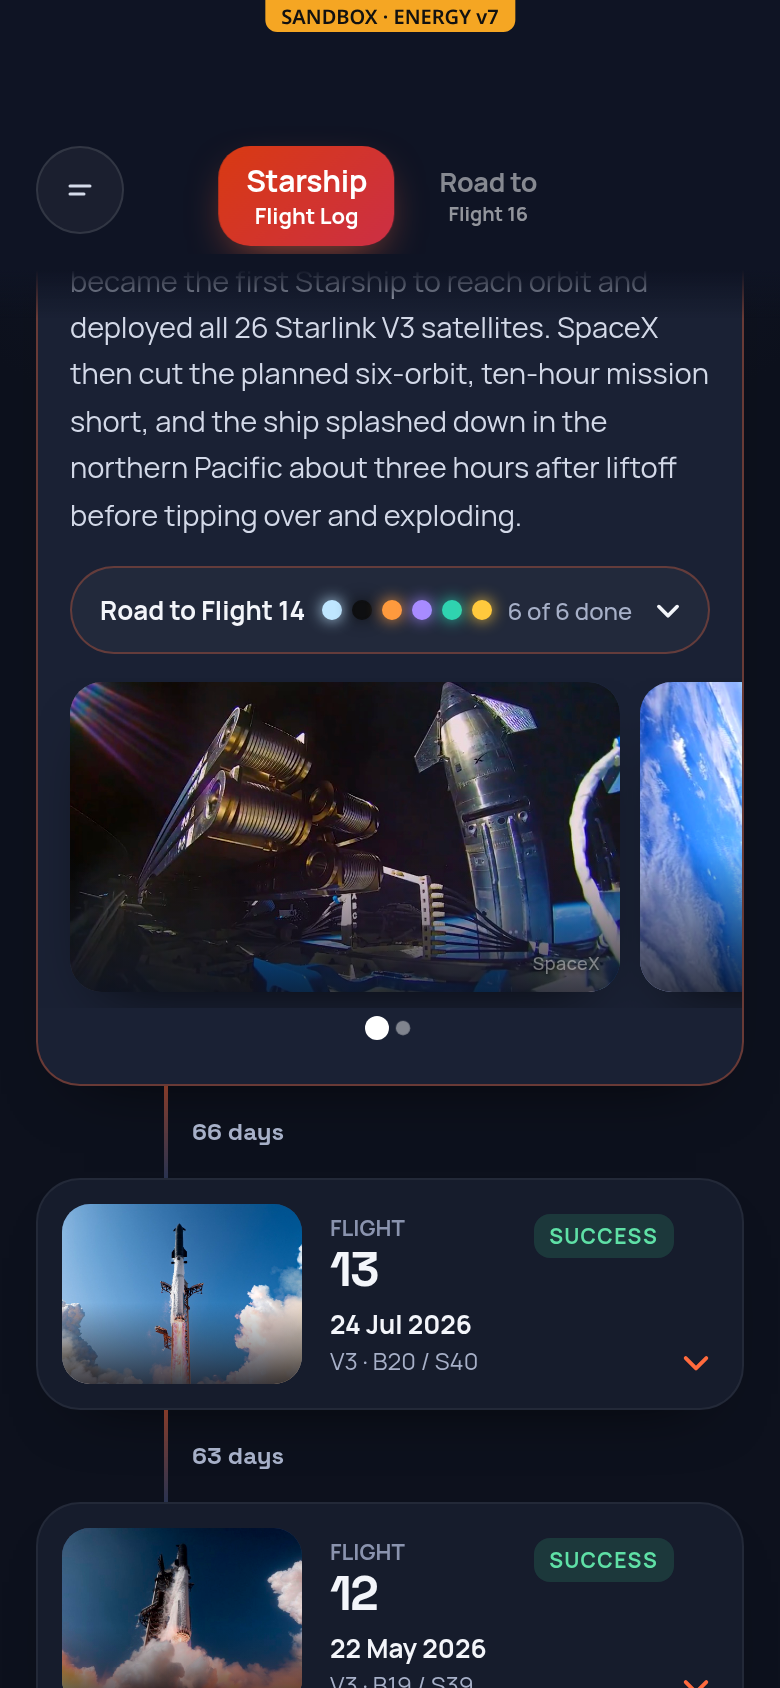 SANDBOX · ENERGY v7
Starship
Flight Log
Road to
Flight 16
became the first Starship to reach orbit and
deployed all 26 Starlink V3 satellites. SpaceX
then cut the planned six-orbit, ten-hour mission
short, and the ship splashed down in the
northern Pacific about three hours after liftoff
before tipping over and exploding.
Road to Flight 14
6 of 6 done
SpaceX
66 days
FLIGHT
13
SUCCESS
24 Jul 2026
V3 · B20 / S40
63 days
FLIGHT
12
SUCCESS
22 May 2026
V3 · B19 / S39